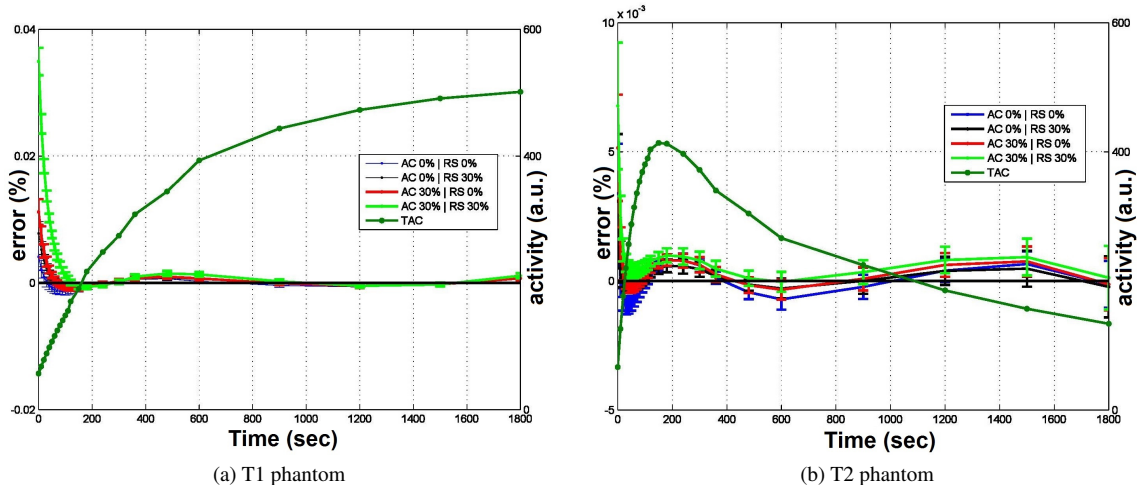 0.04
0.02
0
-0.02
error (%)
600
400
200
0
activity (a.u.)
AC 0% | RS 0%
AC 0% | RS 30%
AC 30% | RS 0%
AC 30% | RS 30%
TAC
0 200 400 600 800 1000 1200 1400 1600 1800
Time (sec)
(a) T1 phantom
10 x 10⁻³
5
0
-5
error (%)
600
400
200
0
activity (a.u.)
AC 0% | RS 0%
AC 0% | RS 30%
AC 30% | RS 0%
AC 30% | RS 30%
TAC
0 200 400 600 800 1000 1200 1400 1600 1800
Time (sec)
(b) T2 phantom